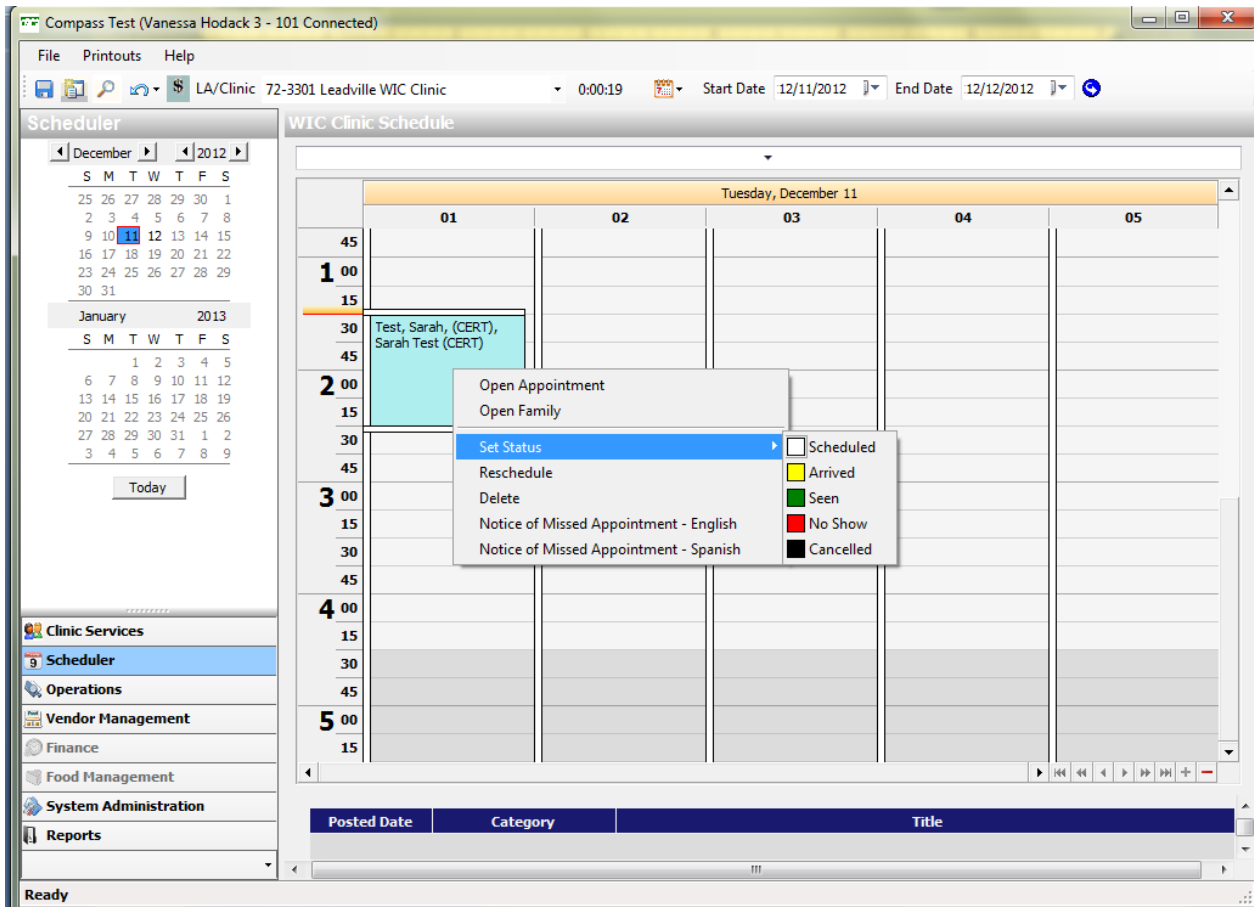 Compass Test (Vanessa Hodack 3 - 101 Connected)
File Printouts Help
$ LA/Clinic 72-3301 Leadville WIC Clinic 0:00:19 Start Date 12/11/2012 End Date 12/12/2012
Scheduler
December 2012
S M T W T F S
25 26 27 28 29 30 1
2 3 4 5 6 7 8
9 10 11 12 13 14 15
16 17 18 19 20 21 22
23 24 25 26 27 28 29
30 31
January 2013
S M T W T F S
1 2 3 4 5
6 7 8 9 10 11 12
13 14 15 16 17 18 19
20 21 22 23 24 25 26
27 28 29 30 31 1 2
3 4 5 6 7 8 9
Today
Clinic Services
9 Scheduler
Operations
Vendor Management
Finance
Food Management
System Administration
Reports
WIC Clinic Schedule
Tuesday, December 11
01 02 03 04 05
45
1 00
15
30
45
2 00
15
30
45
3 00
15
30
45
4 00
15
30
45
5 00
15
Test, Sarah, (CERT),
Sarah Test (CERT)
Open Appointment
Open Family
Set Status
Reschedule
Delete
Notice of Missed Appointment - English
Notice of Missed Appointment - Spanish
Scheduled
Arrived
Seen
No Show
Cancelled
Posted Date Category Title
Ready